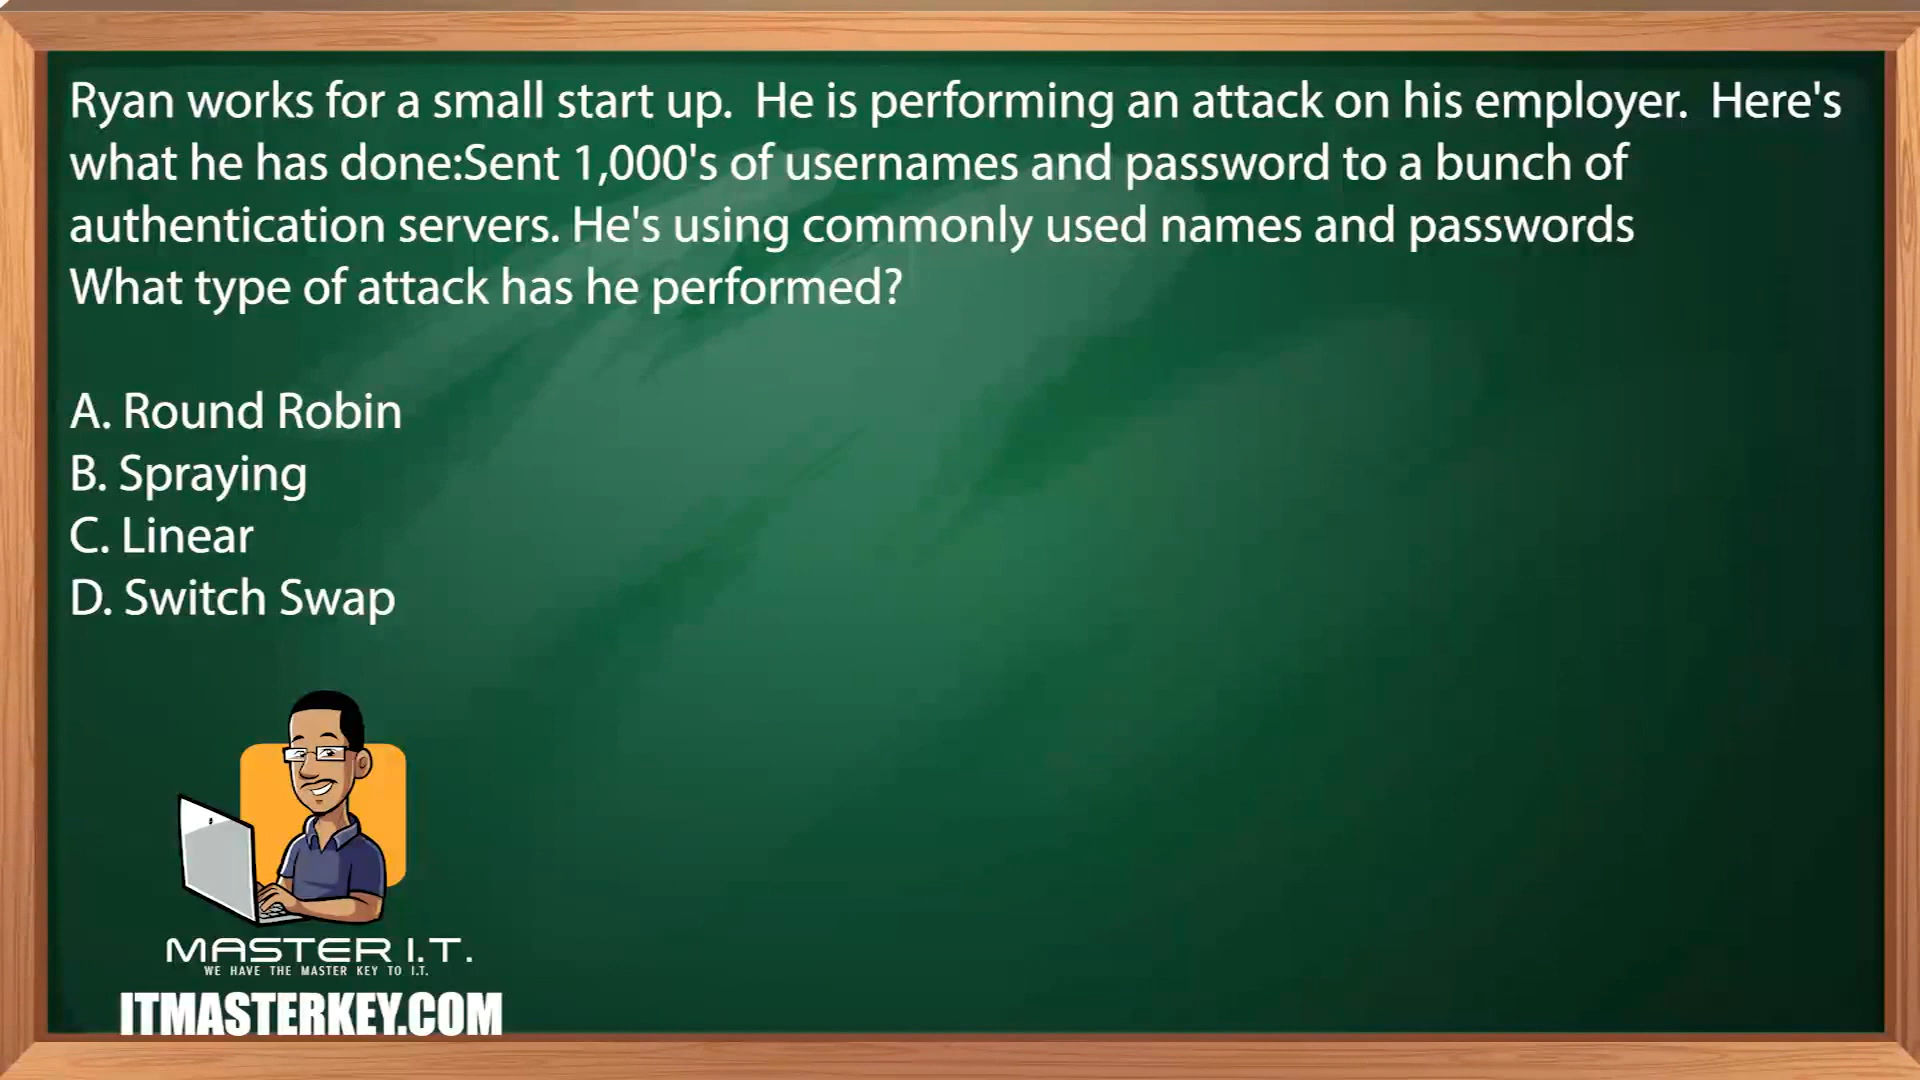 Ryan works for a small start up.  He is performing an attack on his employer.  Here's
what he has done:Sent 1,000's of usernames and password to a bunch of
authentication servers. He's using commonly used names and passwords
What type of attack has he performed?
A. Round Robin
B. Spraying
C. Linear
D. Switch Swap
MASTER I.T.
WE HAVE THE MASTER KEY TO I.T.
ITMASTERKEY.COM